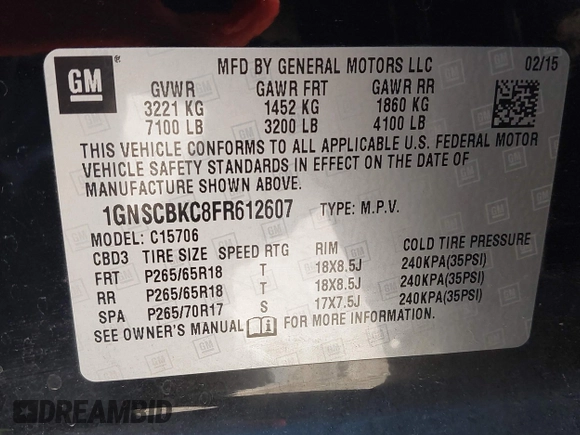 GM
MFD BY GENERAL MOTORS LLC 02/15
GVWR GAWR FRT GAWR RR
3221 KG 1452 KG 1860 KG
7100 LB 3200 LB 4100 LB
THIS VEHICLE CONFORMS TO ALL APPLICABLE U.S. FEDERAL MOTOR
VEHICLE SAFETY STANDARDS IN EFFECT ON THE DATE OF
MANUFACTURE SHOWN ABOVE.
1GNSCBKC8FR612607 TYPE: M.P.V.
MODEL: C15706
CBD3 TIRE SIZE SPEED RTG RIM COLD TIRE PRESSURE
FRT P265/65R18 T 18X8.5J 240KPA(35PSI)
RR P265/65R18 T 18X8.5J 240KPA(35PSI)
SPA P265/70R17 S 17X7.5J 240KPA(35PSI)
SEE OWNER'S MANUAL FOR MORE INFORMATION.
DREAMBID